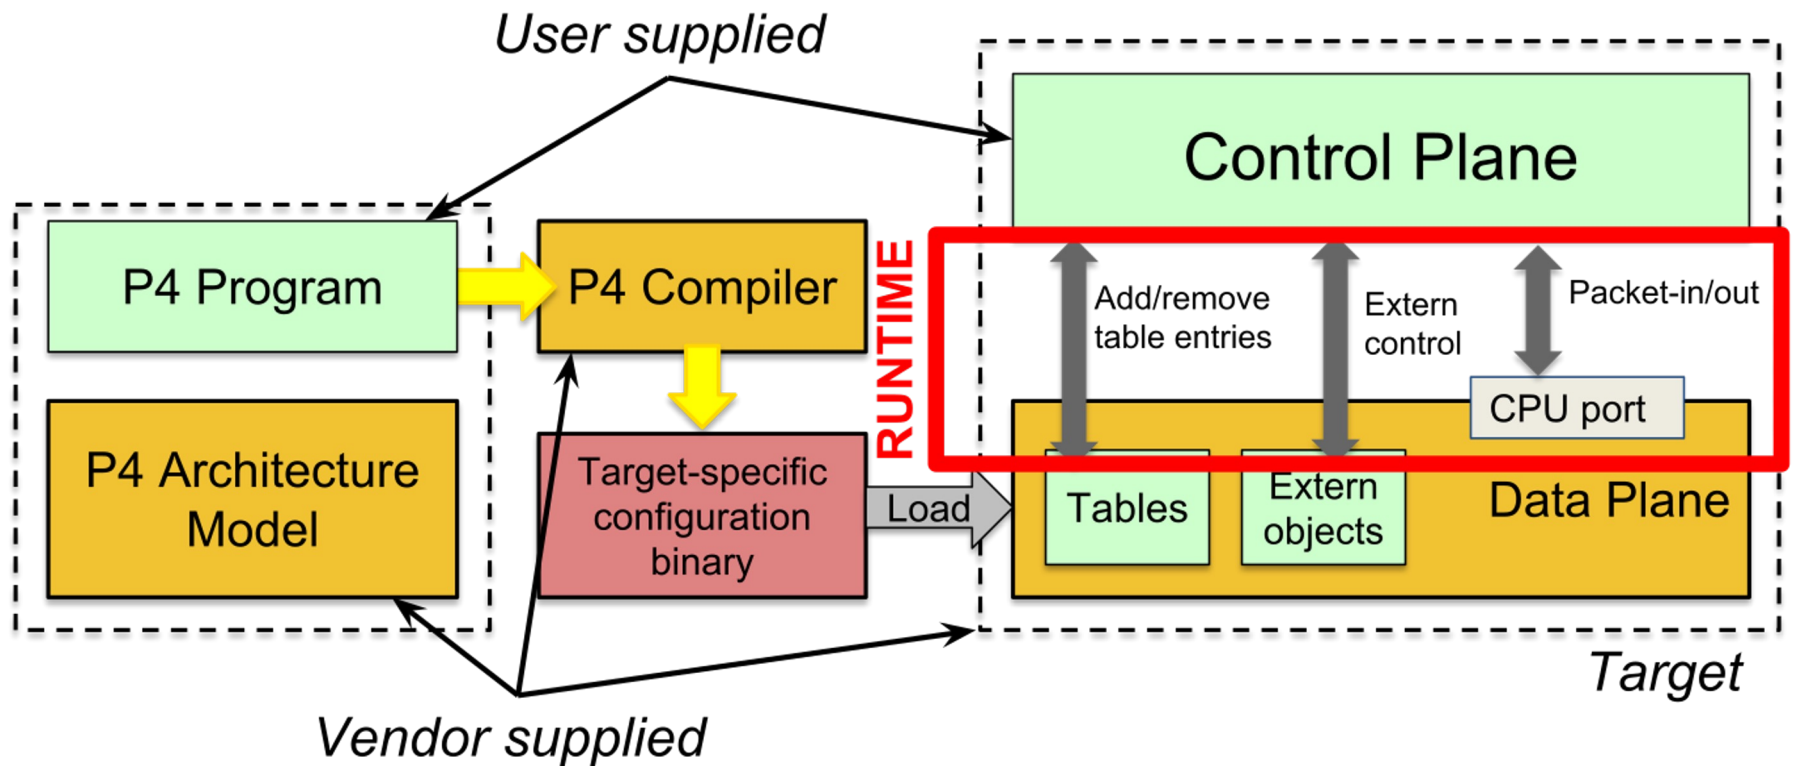 User supplied
Control Plane
P4 Program
P4 Compiler
RUNTIME
Add/remove
table entries
Extern
control
Packet-in/out
CPU port
P4 Architecture
Model
Target-specific
configuration
binary
Load
Tables
Extern
objects
Data Plane
Target
Vendor supplied